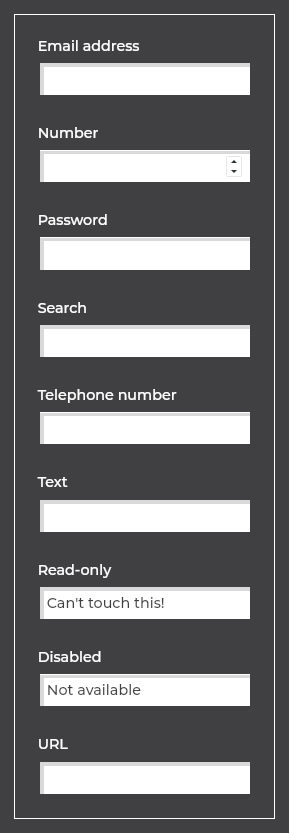 Email address
Number
Password
Search
Telephone number
Text
Read-only
Can't touch this!
Disabled
Not available
URL